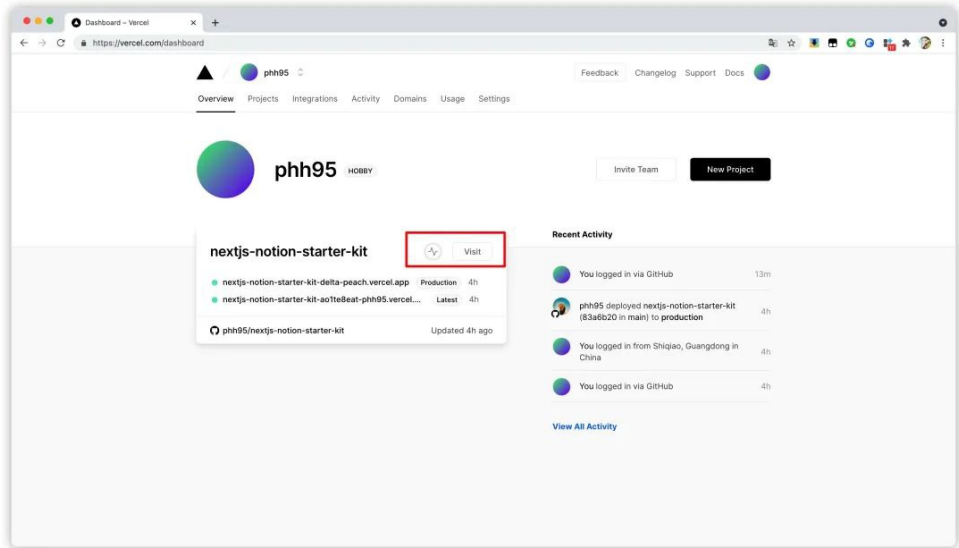 Dashboard – Vercel
https://vercel.com/dashboard
phh95
Feedback Changelog Support Docs
Overview Projects Integrations Activity Domains Usage Settings
phh95 HOBBY
Invite Team New Project
nextjs-notion-starter-kit Visit
nextjs-notion-starter-kit-delta-peach.vercel.app Production 4h
nextjs-notion-starter-kit-ao1te8eat-phh95.vercel.... Latest 4h
phh95/nextjs-notion-starter-kit Updated 4h ago
Recent Activity
You logged in via GitHub 13m
phh95 deployed nextjs-notion-starter-kit
(83a6b20 in main) to production 4h
You logged in from Shiqiao, Guangdong in
China 4h
You logged in via GitHub 4h
View All Activity